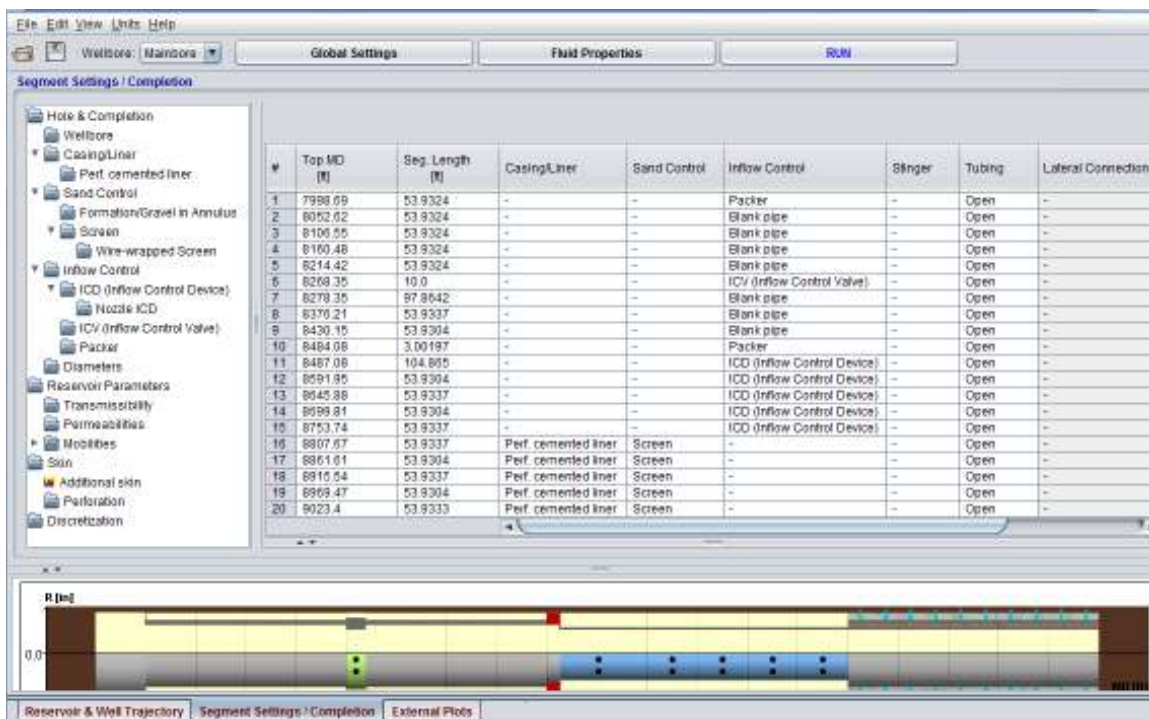 File Edit View Units Help
Wellbore: Mainbore Global Settings Fluid Properties RUN
Segment Settings / Completion
Hole & Completion
Wellbore
Casing/Liner
Perf. cemented liner
Sand Control
Formation/Gravel in Annulus
Screen
Wire-wrapped Screen
Inflow Control
ICD (Inflow Control Device)
Nozzle ICD
ICV (Inflow Control Valve)
Packer
Diameters
Reservoir Parameters
Transmissibility
Permeabilities
Mobilities
Skin
Additional skin
Perforation
Discretization
# Top MD [ft] Seg. Length [ft] Casing/Liner Sand Control Inflow Control Stinger Tubing Lateral Connection
1 7998.69 53.9324 - - Packer - Open -
2 8052.62 53.9324 - - Blank pipe - Open -
3 8106.55 53.9324 - - Blank pipe - Open -
4 8160.48 53.9324 - - Blank pipe - Open -
5 8214.42 53.9324 - - Blank pipe - Open -
6 8268.35 10.0 - - ICV (Inflow Control Valve) - Open -
7 8278.35 97.8642 - - Blank pipe - Open -
8 8376.21 53.9337 - - Blank pipe - Open -
9 8430.15 53.9304 - - Blank pipe - Open -
10 8484.08 3.00197 - - Packer - Open -
11 8487.08 104.865 - - ICD (Inflow Control Device) - Open -
12 8591.95 53.9304 - - ICD (Inflow Control Device) - Open -
13 8645.88 53.9337 - - ICD (Inflow Control Device) - Open -
14 8699.81 53.9304 - - ICD (Inflow Control Device) - Open -
15 8753.74 53.9337 - - ICD (Inflow Control Device) - Open -
16 8807.67 53.9337 Perf. cemented liner Screen - - Open -
17 8861.61 53.9304 Perf. cemented liner Screen - - Open -
18 8915.54 53.9337 Perf. cemented liner Screen - - Open -
19 8969.47 53.9304 Perf. cemented liner Screen - - Open -
20 9023.4 53.9333 Perf. cemented liner Screen - - Open -
R [in]
0.0
Reservoir & Well Trajectory Segment Settings / Completion External Plots